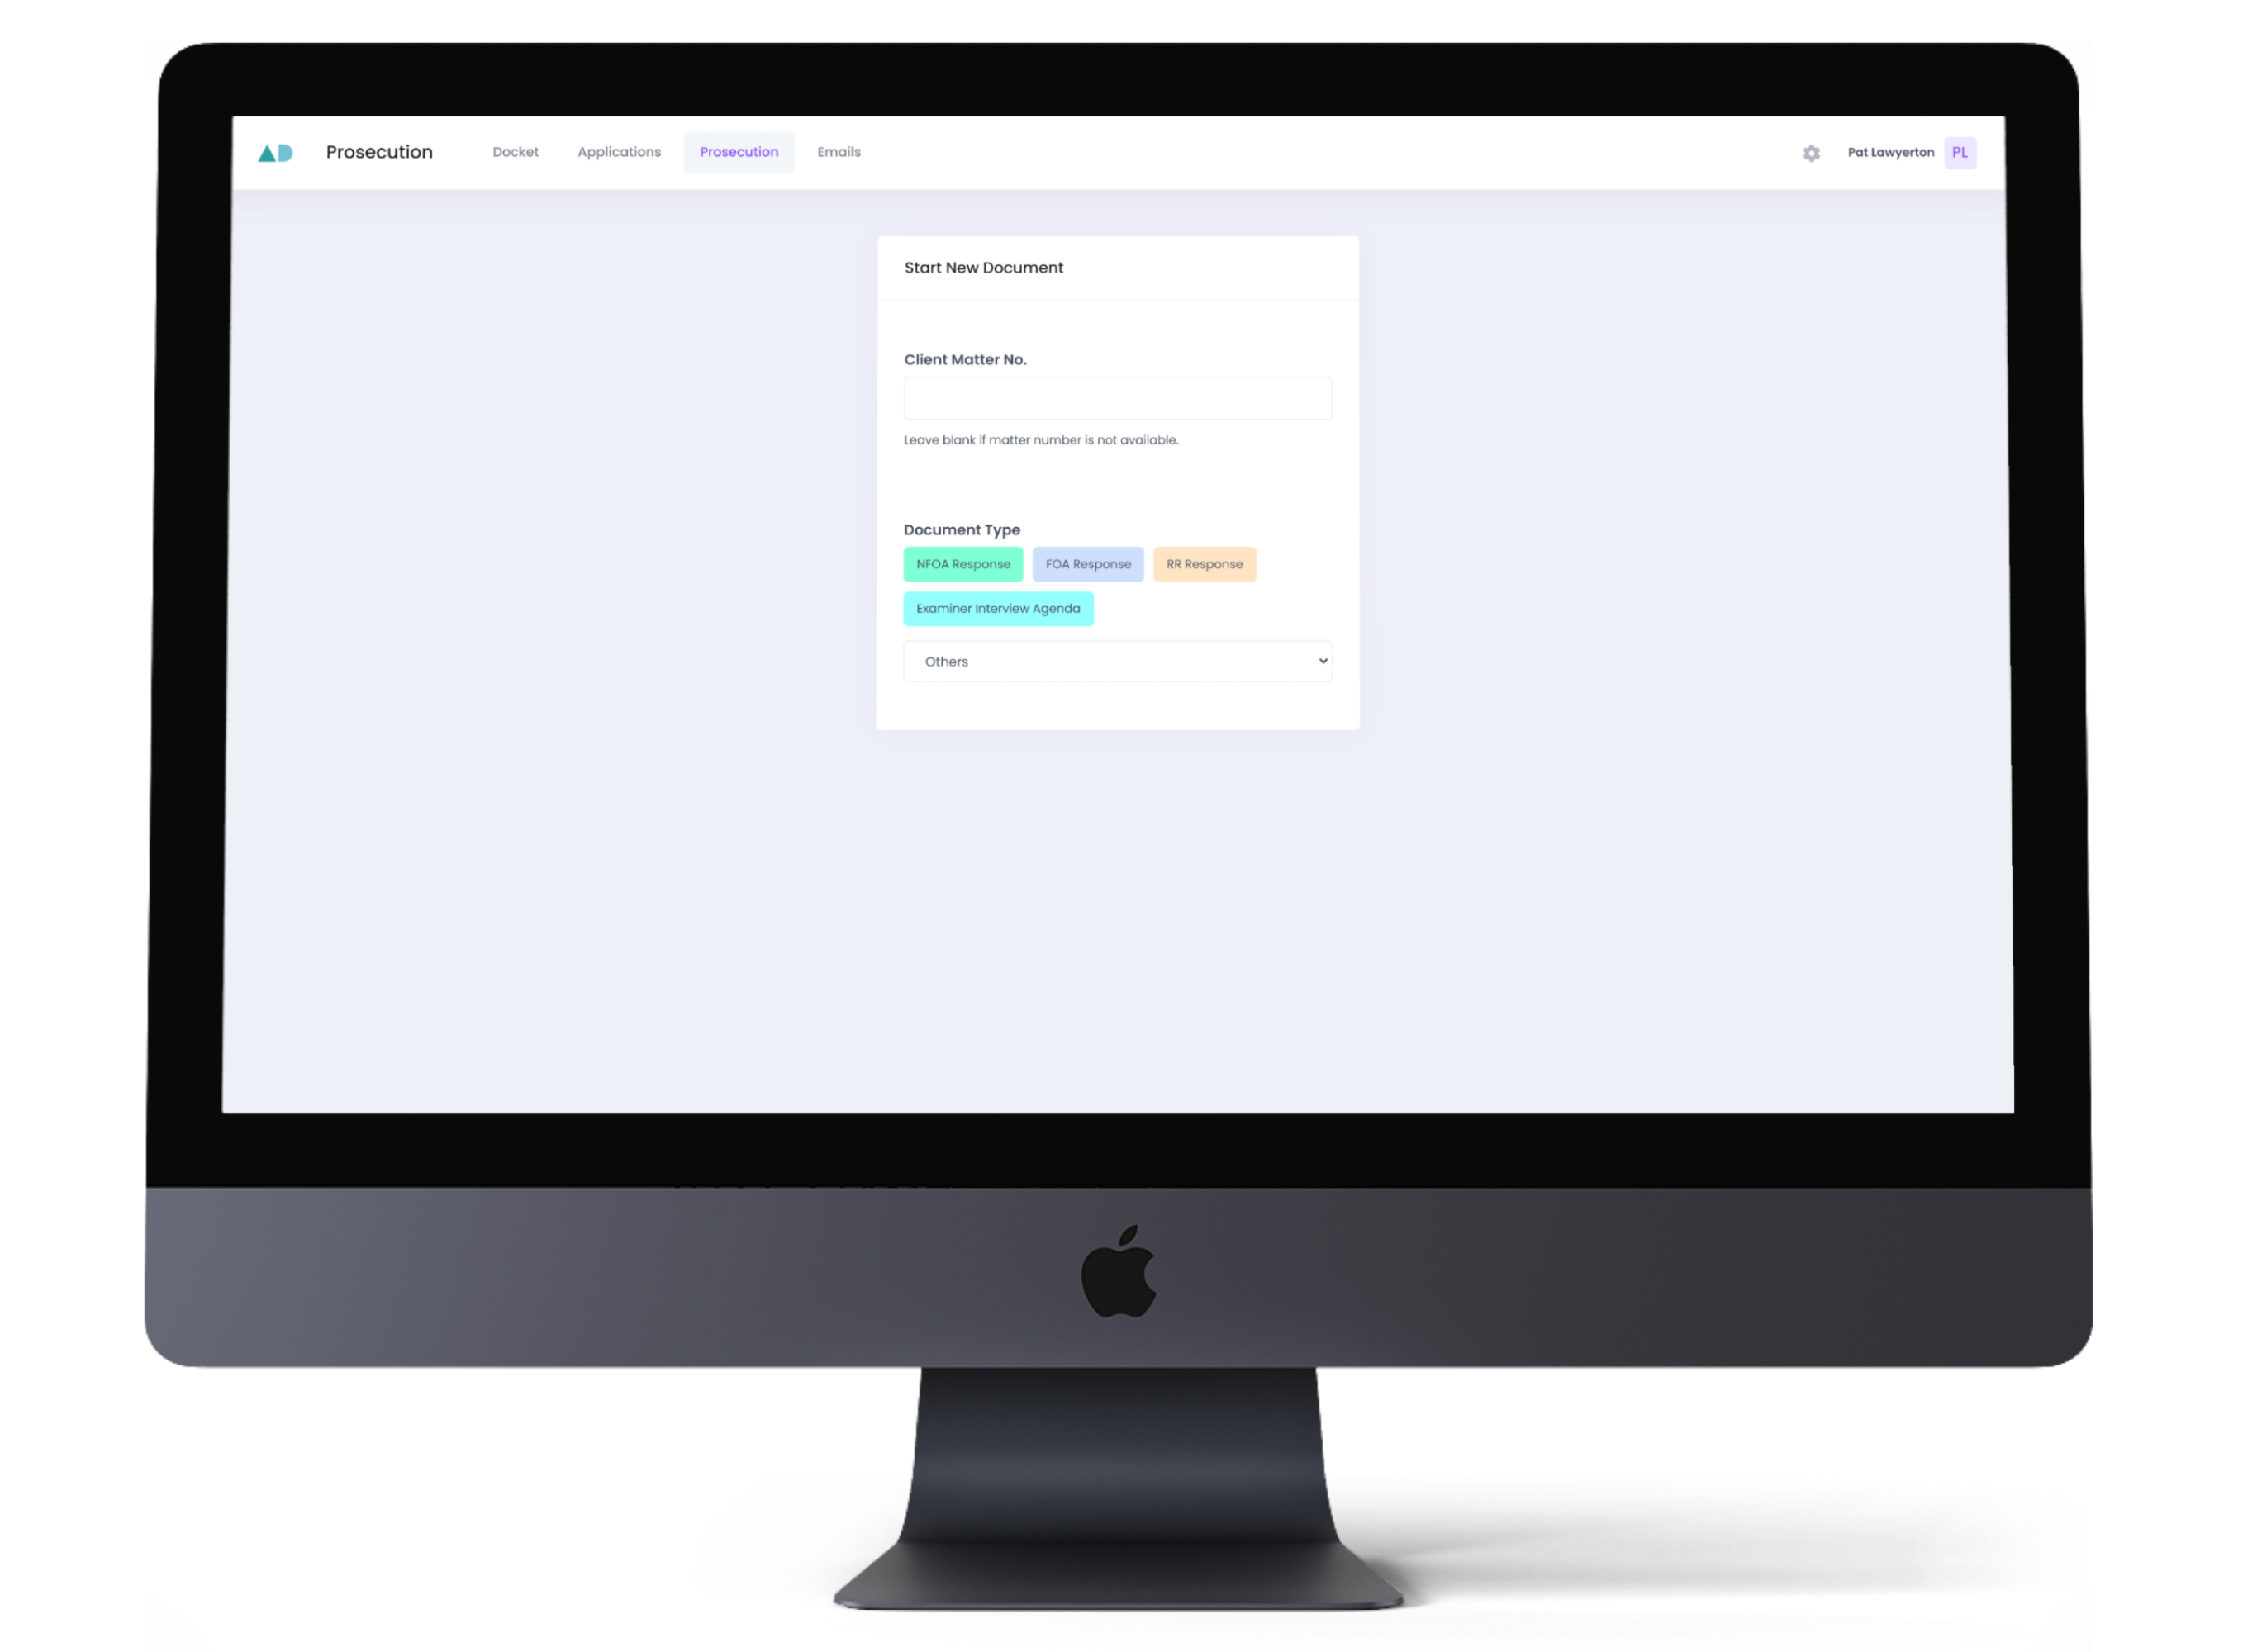 Prosecution Docket Applications Prosecution Emails Pat Lawyerton PL
Start New Document
Client Matter No.
Leave blank if matter number is not available.
Document Type
NFOA Response FOA Response RR Response
Examiner Interview Agenda
Others